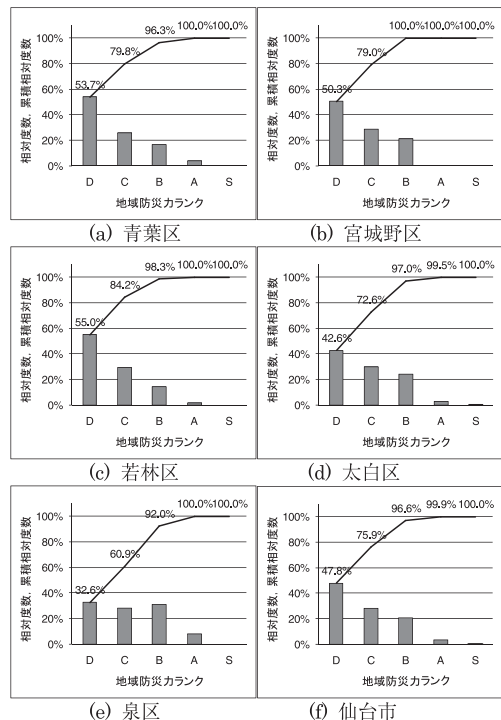 相対度数, 累積相対度数
100%
80%
60%
40%
20%
0%
53.7%
79.8%
96.3%
100.0%
100.0%
D C B A S
地域防災力ランク
(a) 青葉区
相対度数, 累積相対度数
100%
80%
60%
40%
20%
0%
50.3%
79.0%
100.0%
100.0%
100.0%
D C B A S
地域防災力ランク
(b) 宮城野区
相対度数, 累積相対度数
100%
80%
60%
40%
20%
0%
55.0%
84.2%
98.3%
100.0%
100.0%
D C B A S
地域防災力ランク
(c) 若林区
相対度数, 累積相対度数
100%
80%
60%
40%
20%
0%
42.6%
72.6%
97.0%
99.5%
100.0%
D C B A S
地域防災力ランク
(d) 太白区
相対度数, 累積相対度数
100%
80%
60%
40%
20%
0%
32.6%
60.9%
92.0%
100.0%
100.0%
D C B A S
地域防災力ランク
(e) 泉区
相対度数, 累積相対度数
100%
80%
60%
40%
20%
0%
47.8%
75.9%
96.6%
99.9%
100.0%
D C B A S
地域防災力ランク
(f) 仙台市